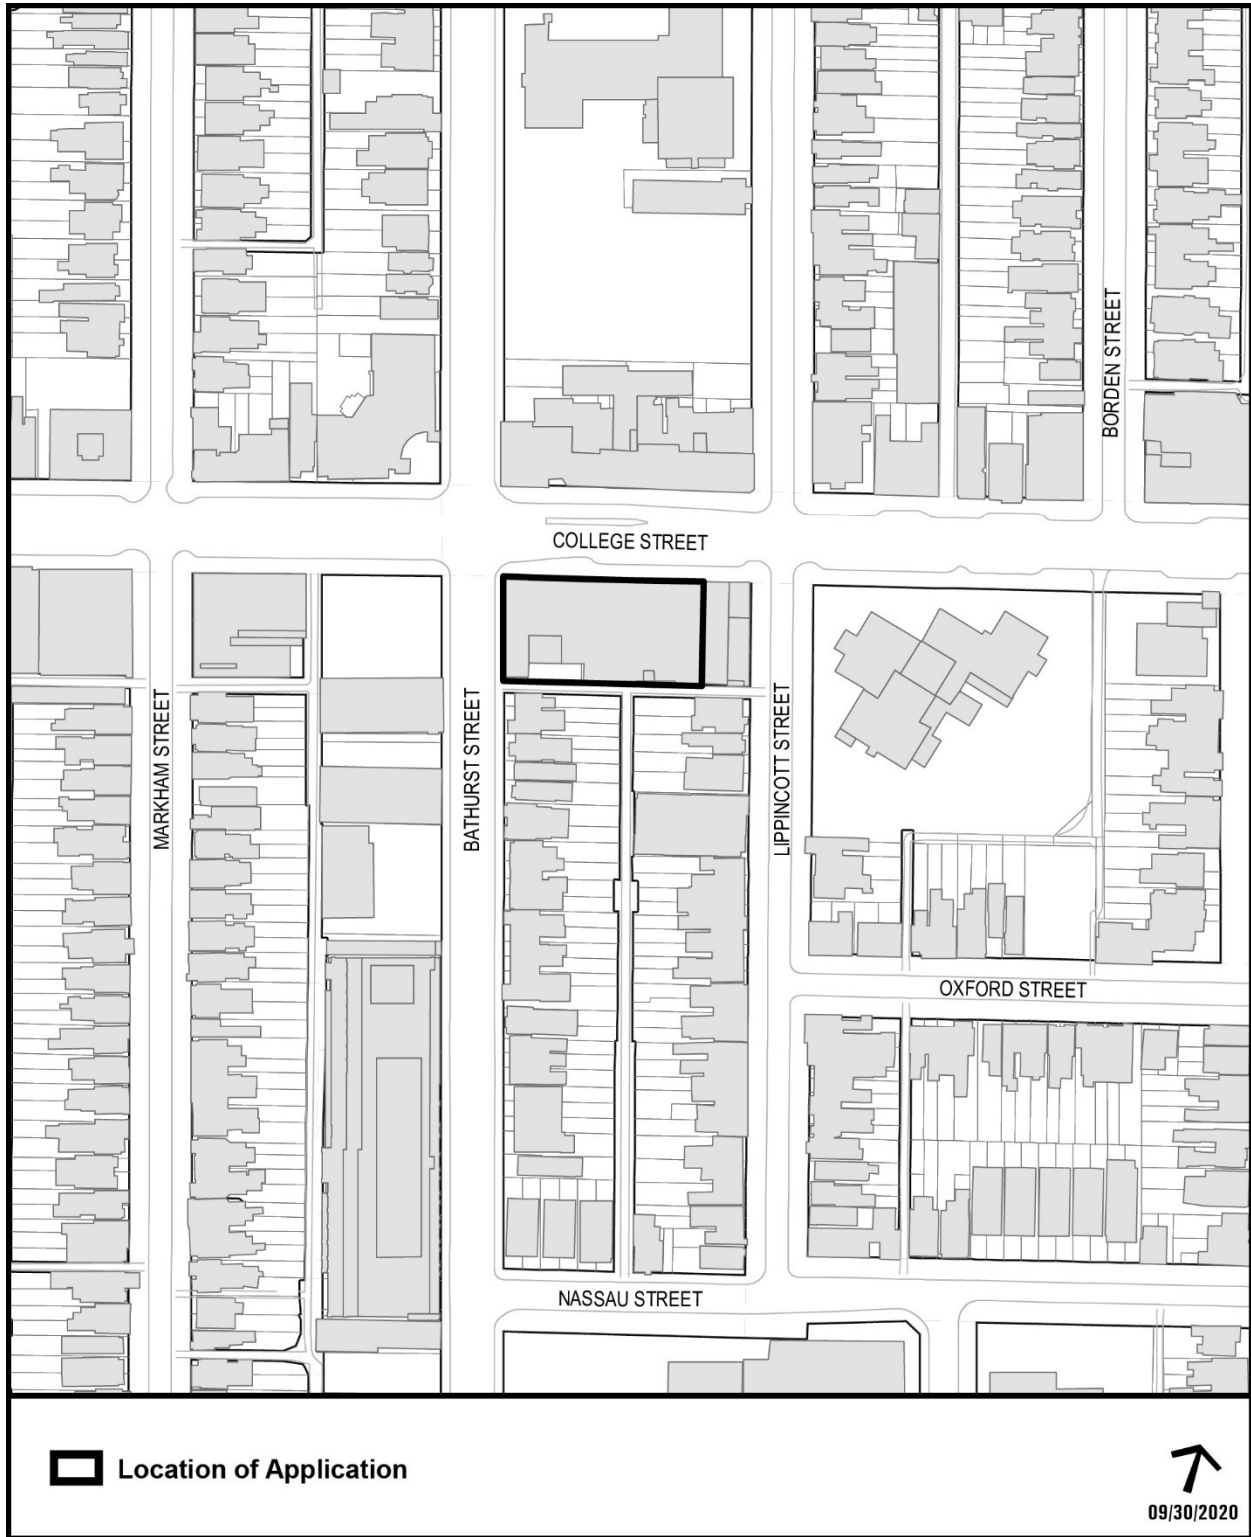 BORDEN STREET
COLLEGE STREET
MARKHAM STREET
BATHURST STREET
LIPPINCOTT STREET
OXFORD STREET
NASSAU STREET
Location of Application
09/30/2020